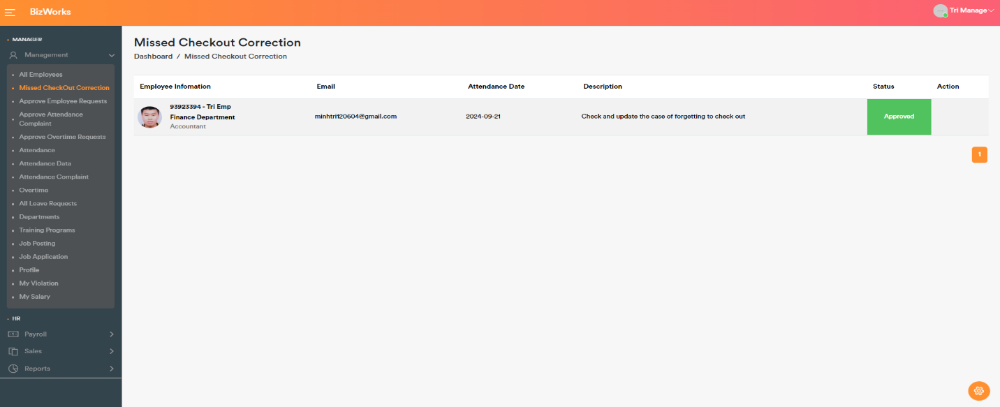 BizWorks
Tri Manage
MANAGER
Management
All Employees
Missed CheckOut Correction
Approve Employee Requests
Approve Attendance
Complaint
Approve Overtime Requests
Attendance
Attendance Data
Attendance Complaint
Overtime
All Leave Requests
Departments
Training Programs
Job Posting
Job Application
Profile
My Violation
My Salary
- HR
Payroll
Sales
Reports
Missed Checkout Correction
Dashboard / Missed Checkout Correction
Employee Infomation Email Attendance Date Description Status Action
93923394 - Tri Emp
Finance Department
Accountant
minhtri120604@gmail.com 2024-09-21 Check and update the case of forgetting to check out Approved
1